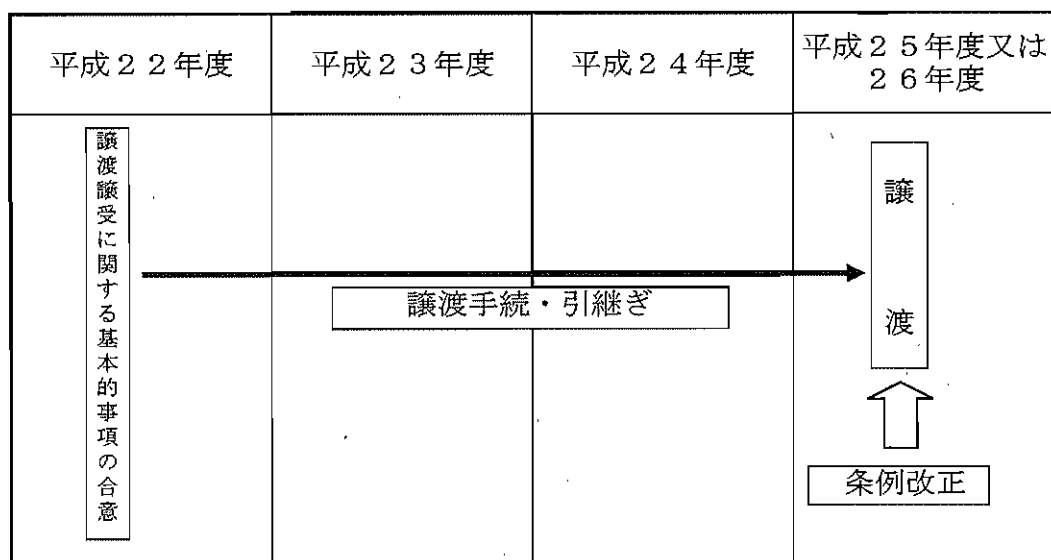 平成２２年度
平成２３年度
平成２４年度
平成２５年度又は
２６年度
譲渡譲受に関する基本的事項の合意
譲渡手続・引継ぎ
譲渡
条例改正